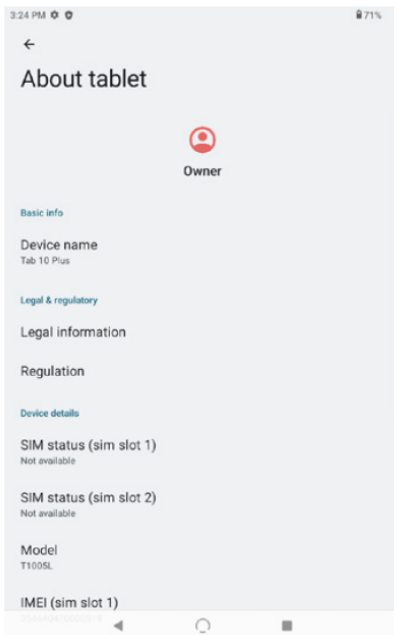 3:24 PM
71%
About tablet
Owner
Basic info
Device name
Tab 10 Plus
Legal & regulatory
Legal information
Regulation
Device details
SIM status (sim slot 1)
Not available
SIM status (sim slot 2)
Not available
Model
T1005L
IMEI (sim slot 1)